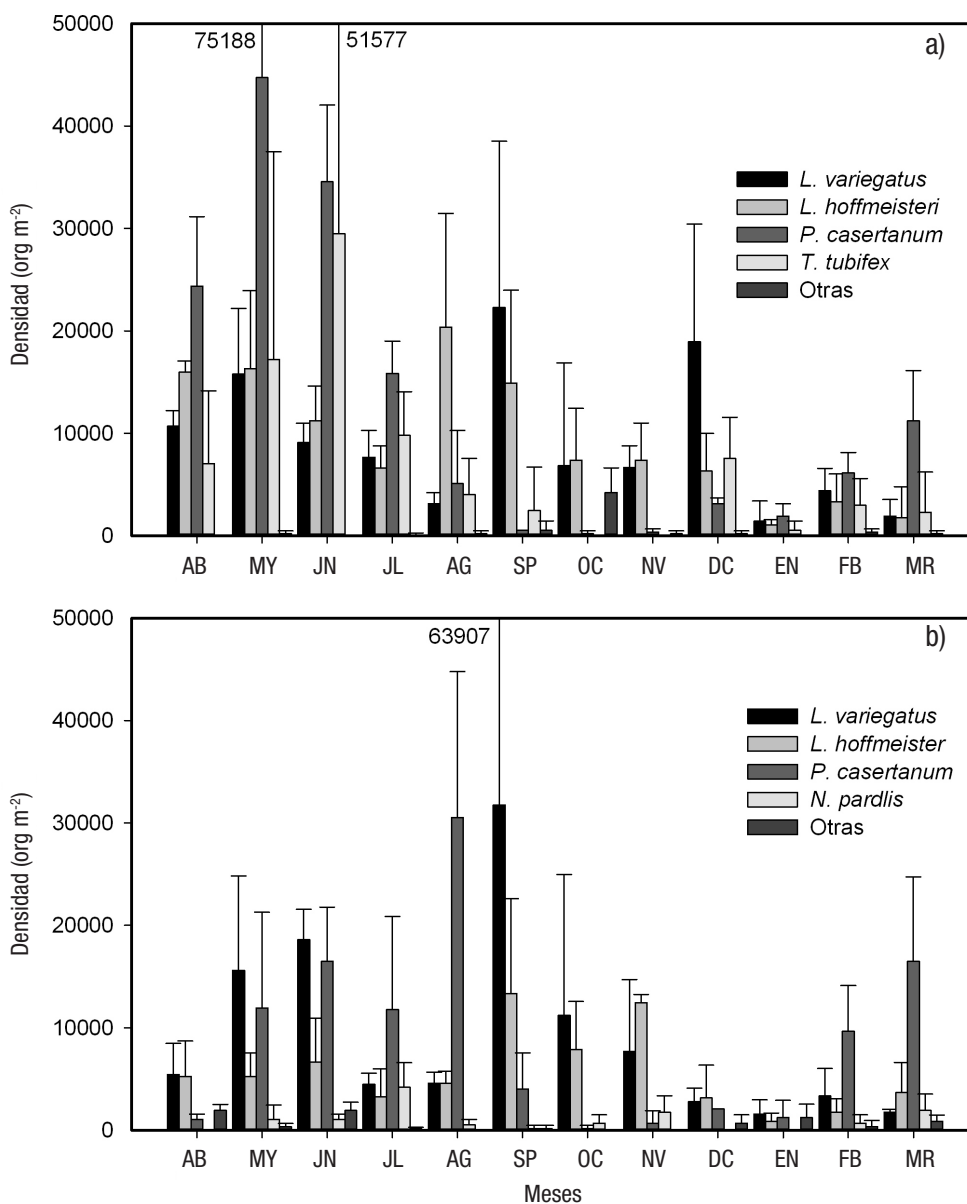 50000
75188
51577
a)
40000
30000
20000
10000
0
Densidad (org m-2)
L. variegatus
L. hoffmeisteri
P. casertanum
T. tubifex
Otras
AB MY JN JL AG SP OC NV DC EN FB MR
50000
63907
b)
40000
30000
20000
10000
0
Densidad (org m-2)
L. variegatus
L. hoffmeister
P. casertanum
N. pardlis
Otras
AB MY JN JL AG SP OC NV DC EN FB MR
Meses